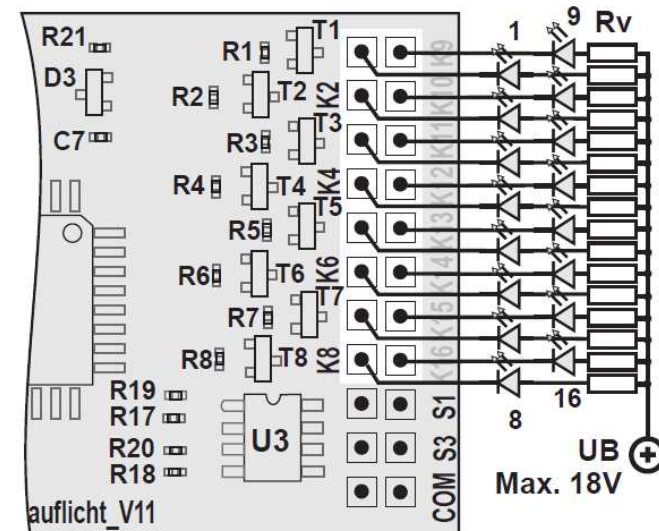 R21
D3
C7
R1
R2
R3
R4
R5
R6
R7
R8
T1
T2
T3
T4
T5
T6
T7
T8
R19
R17
R20
R18
U3
K2
K4
K6
K8
K9
K10
K11
K12
K13
K14
K15
K16
S1
S3
COM
1
9
Rv
8
16
UB
Max. 18V
auflicht_V11